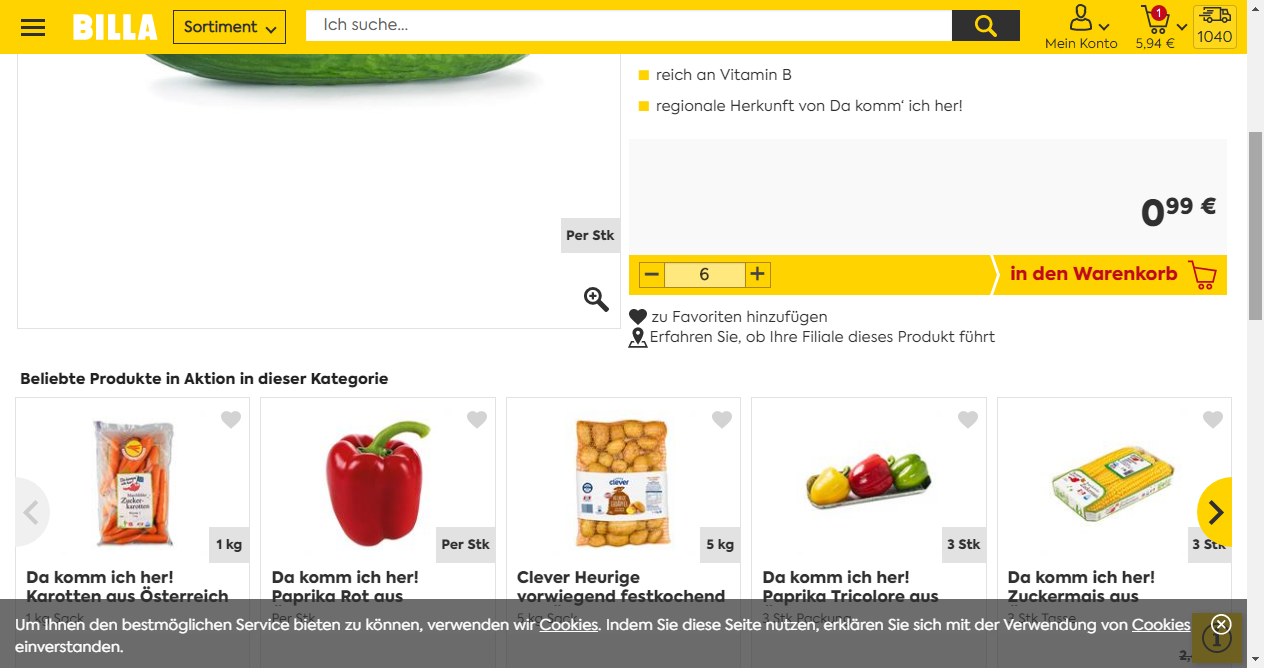 BILLA
Sortiment
Ich suche...
Mein Konto
1
5,94 €
1040
reich an Vitamin B
regionale Herkunft von Da komm‘ ich her!
0⁹⁹ €
Per Stk
6
in den Warenkorb
zu Favoriten hinzufügen
Erfahren Sie, ob Ihre Filiale dieses Produkt führt
Beliebte Produkte in Aktion in dieser Kategorie
clever
1 kg
Per Stk
5 kg
3 Stk
3 Stk
Da komm ich her!
Karotten aus Österreich
1 kg Sack
Da komm ich her!
Paprika Rot aus
Per Stk
Clever Heurige
vorwiegend festkochend
5 kg Sack
Da komm ich her!
Paprika Tricolore aus
3 Stk Packung
Da komm ich her!
Zuckermais aus
3 Stk Tasse
2,
Um Ihnen den bestmöglichen Service bieten zu können, verwenden wir Cookies. Indem Sie diese Seite nutzen, erklären Sie sich mit der Verwendung von Cookies
einverstanden.